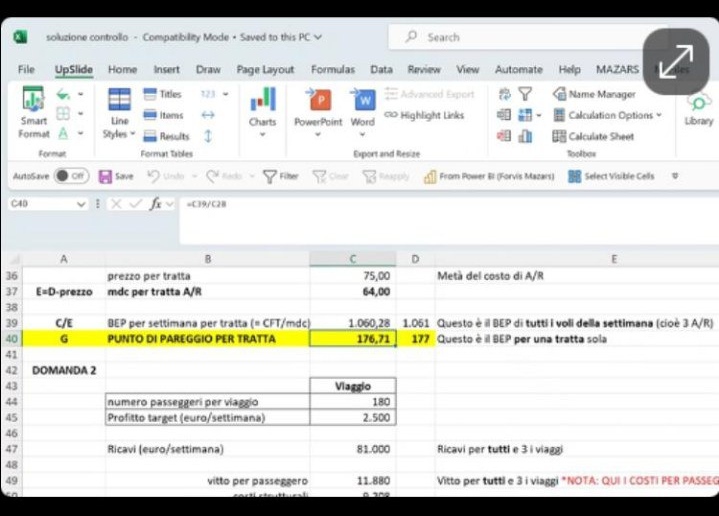 soluzione controllo - Compatibility Mode • Saved to this PC
Search
File UpSlide Home Insert Draw Page Layout Formulas Data Review View Automate Help MAZARS
Smart Format
Format
Line Styles
Titles
Items
Results
123
Format Tables
Charts
PowerPoint
Word
Advanced Export
Highlight Links
Export and Resize
Name Manager
Calculation Options
Calculate Sheet
Toolbox
Library
AutoSave Off Save Undo Redo Filter Clear Reapply From Power BI (Forvis Mazars) Select Visible Cells
C40 fx =C39/C28
A B C D E
36 prezzo per tratta 75,00 Metà del costo di A/R
37 E=D-prezzo mdc per tratta A/R 64,00
38
39 C/E BEP per settimana per tratta (= CFT/mdc) 1.060,28 1.061 Questo è il BEP di tutti i voli della settimana (cioè 3 A/R)
40 G PUNTO DI PAREGGIO PER TRATTA 176,71 177 Questo è il BEP per una tratta sola
41
42 DOMANDA 2
43 Viaggio
44 numero passeggeri per viaggio 180
45 Profitto target (euro/settimana) 2.500
46
47 Ricavi (euro/settimana) 81.000 Ricavi per tutti e 3 i viaggi
48
49 vitto per passeggero 11.880 Vitto per tutti e 3 i viaggi *NOTA: QUI I COSTI PER PASSEG